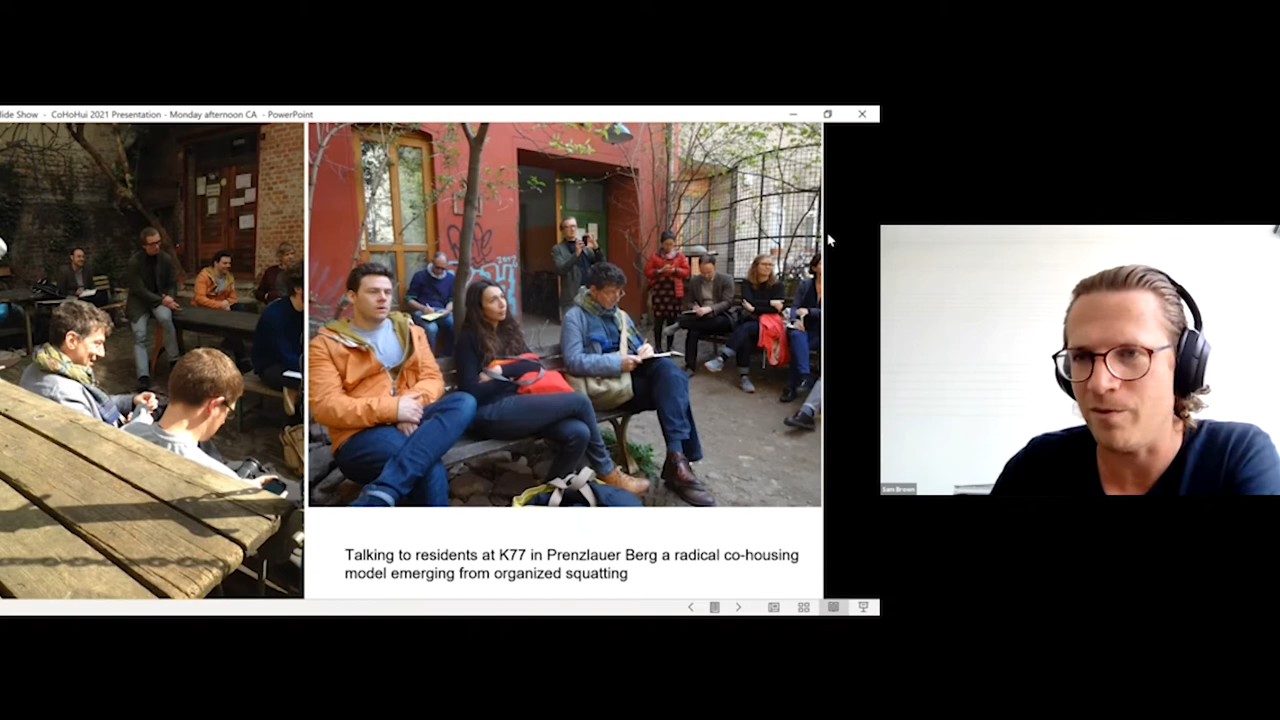 lide Show - CoHoHui 2021 Presentation - Monday afternoon CA - PowerPoint
2017
Talking to residents at K77 in Prenzlauer Berg a radical co-housing
model emerging from organized squatting
Sam Brown